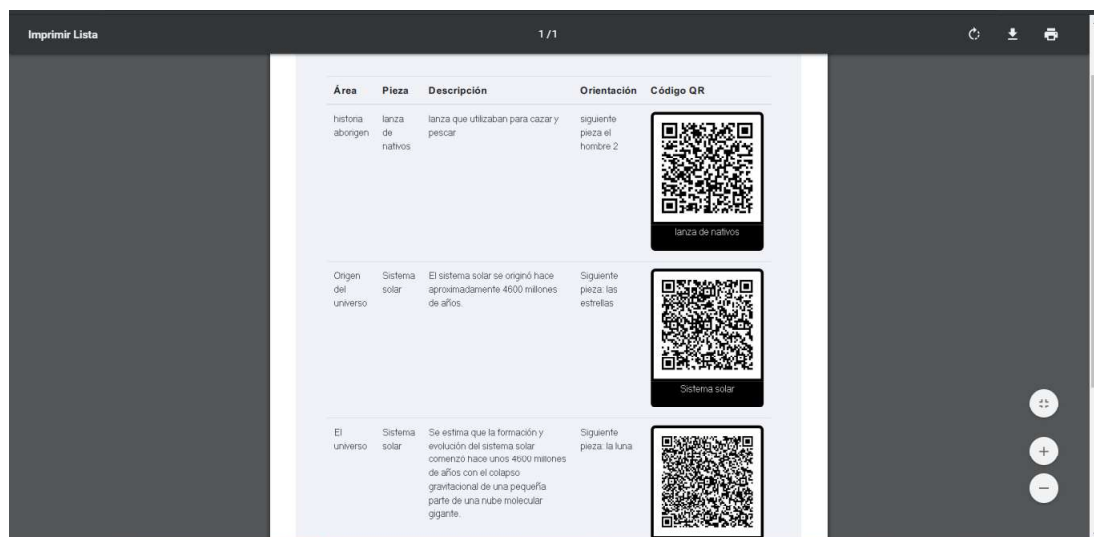 Imprimir Lista
1 / 1
Área Pieza Descripción Orientación Código QR
historia lanza lanza que utilizaban para cazar y siguiente
aborigen de pescar pieza el
nativos hombre 2
lanza de nativos
Origen Sistema El sistema solar se originó hace Siguiente
del solar aproximadamente 4600 millones pieza: las
universo de años. estrellas
Sistema solar
El Sistema Se estima que la formación y Siguiente
universo solar evolución del sistema solar pieza: la luna
comenzó hace unos 4600 millones
de años con el colapso
gravitacional de una pequeña
parte de una nube molecular
gigante.